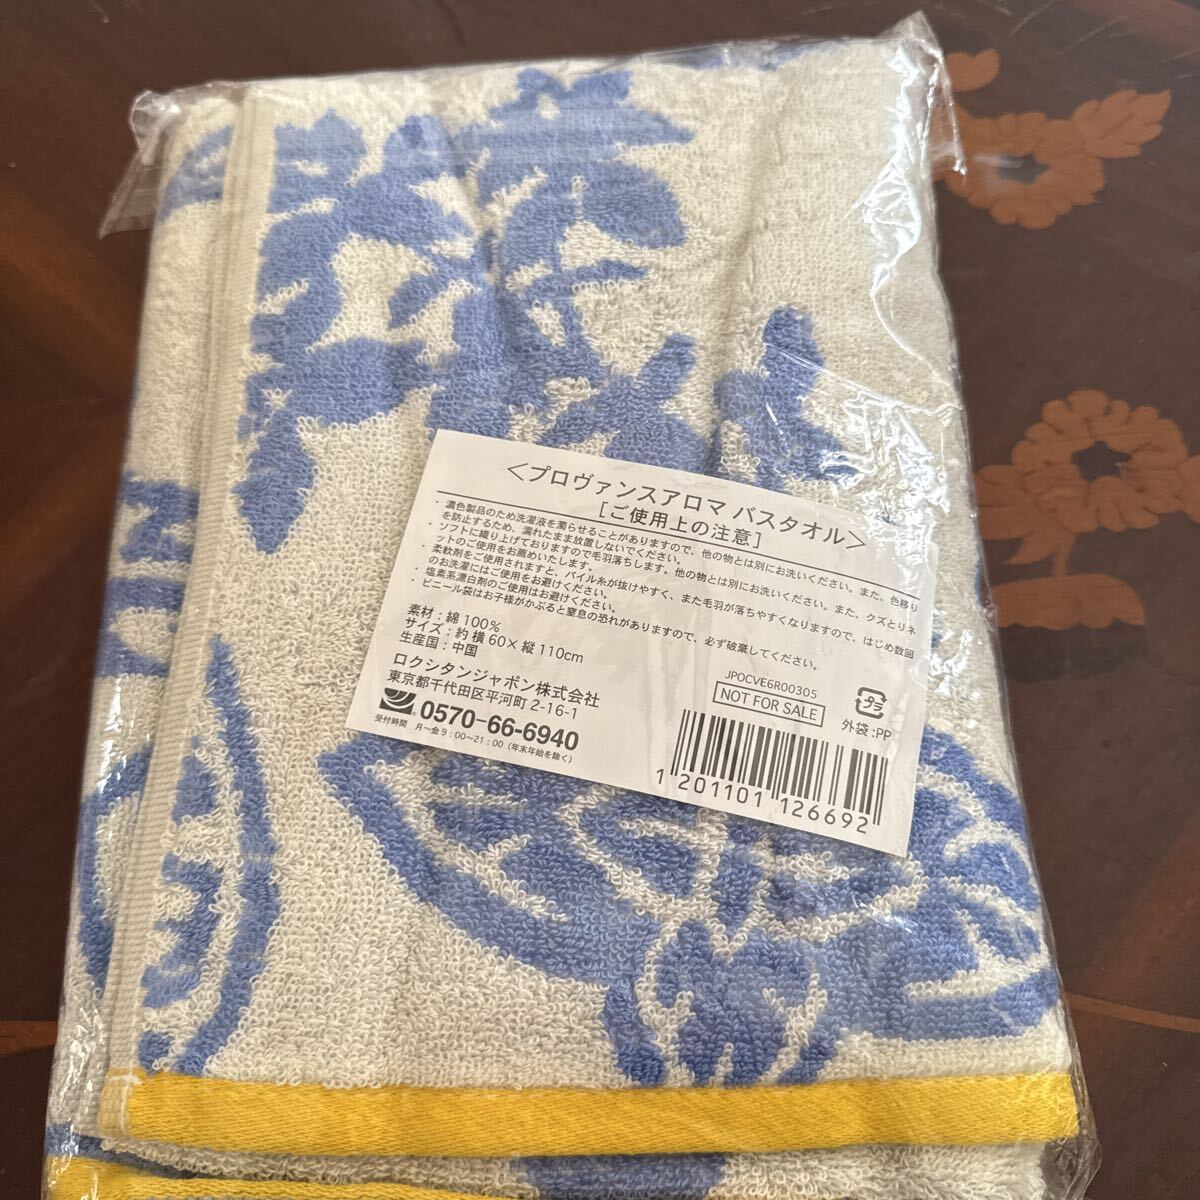 <プロヴァンスアロマ バスタオル>
[ご使用上の注意]
・濃色製品のため洗濯液を濁らせることがありますので、他の物とは別にお洗いください。また、色移り
を防止するため、濡れたまま放置しないでください。
・ソフトに織り上げておりますので毛羽落ちします。他の物とは別にお洗いください。また、クズとりネ
ットのご使用をお薦めいたします。
・柔軟剤をご使用されますと、パイル糸が抜けやすく、また毛羽が落ちやすくなりますので、はじめ数回
のお洗濯にはご使用をお避けください。
・塩素系漂白剤のご使用はお避けください。
・ビニール袋はお子様がかぶると窒息の恐れがありますので、必ず破棄してください。
素材：綿 100%
サイズ：約 横 60× 縦 110cm
生産国：中国
ロクシタンジャポン株式会社
東京都千代田区平河町 2-16-1
0570-66-6940
受付時間 月～金 9：00～21：00（年末年始を除く）
JPOCVE6R00305
NOT FOR SALE
プラ
外袋 :PP
1 201101 126692